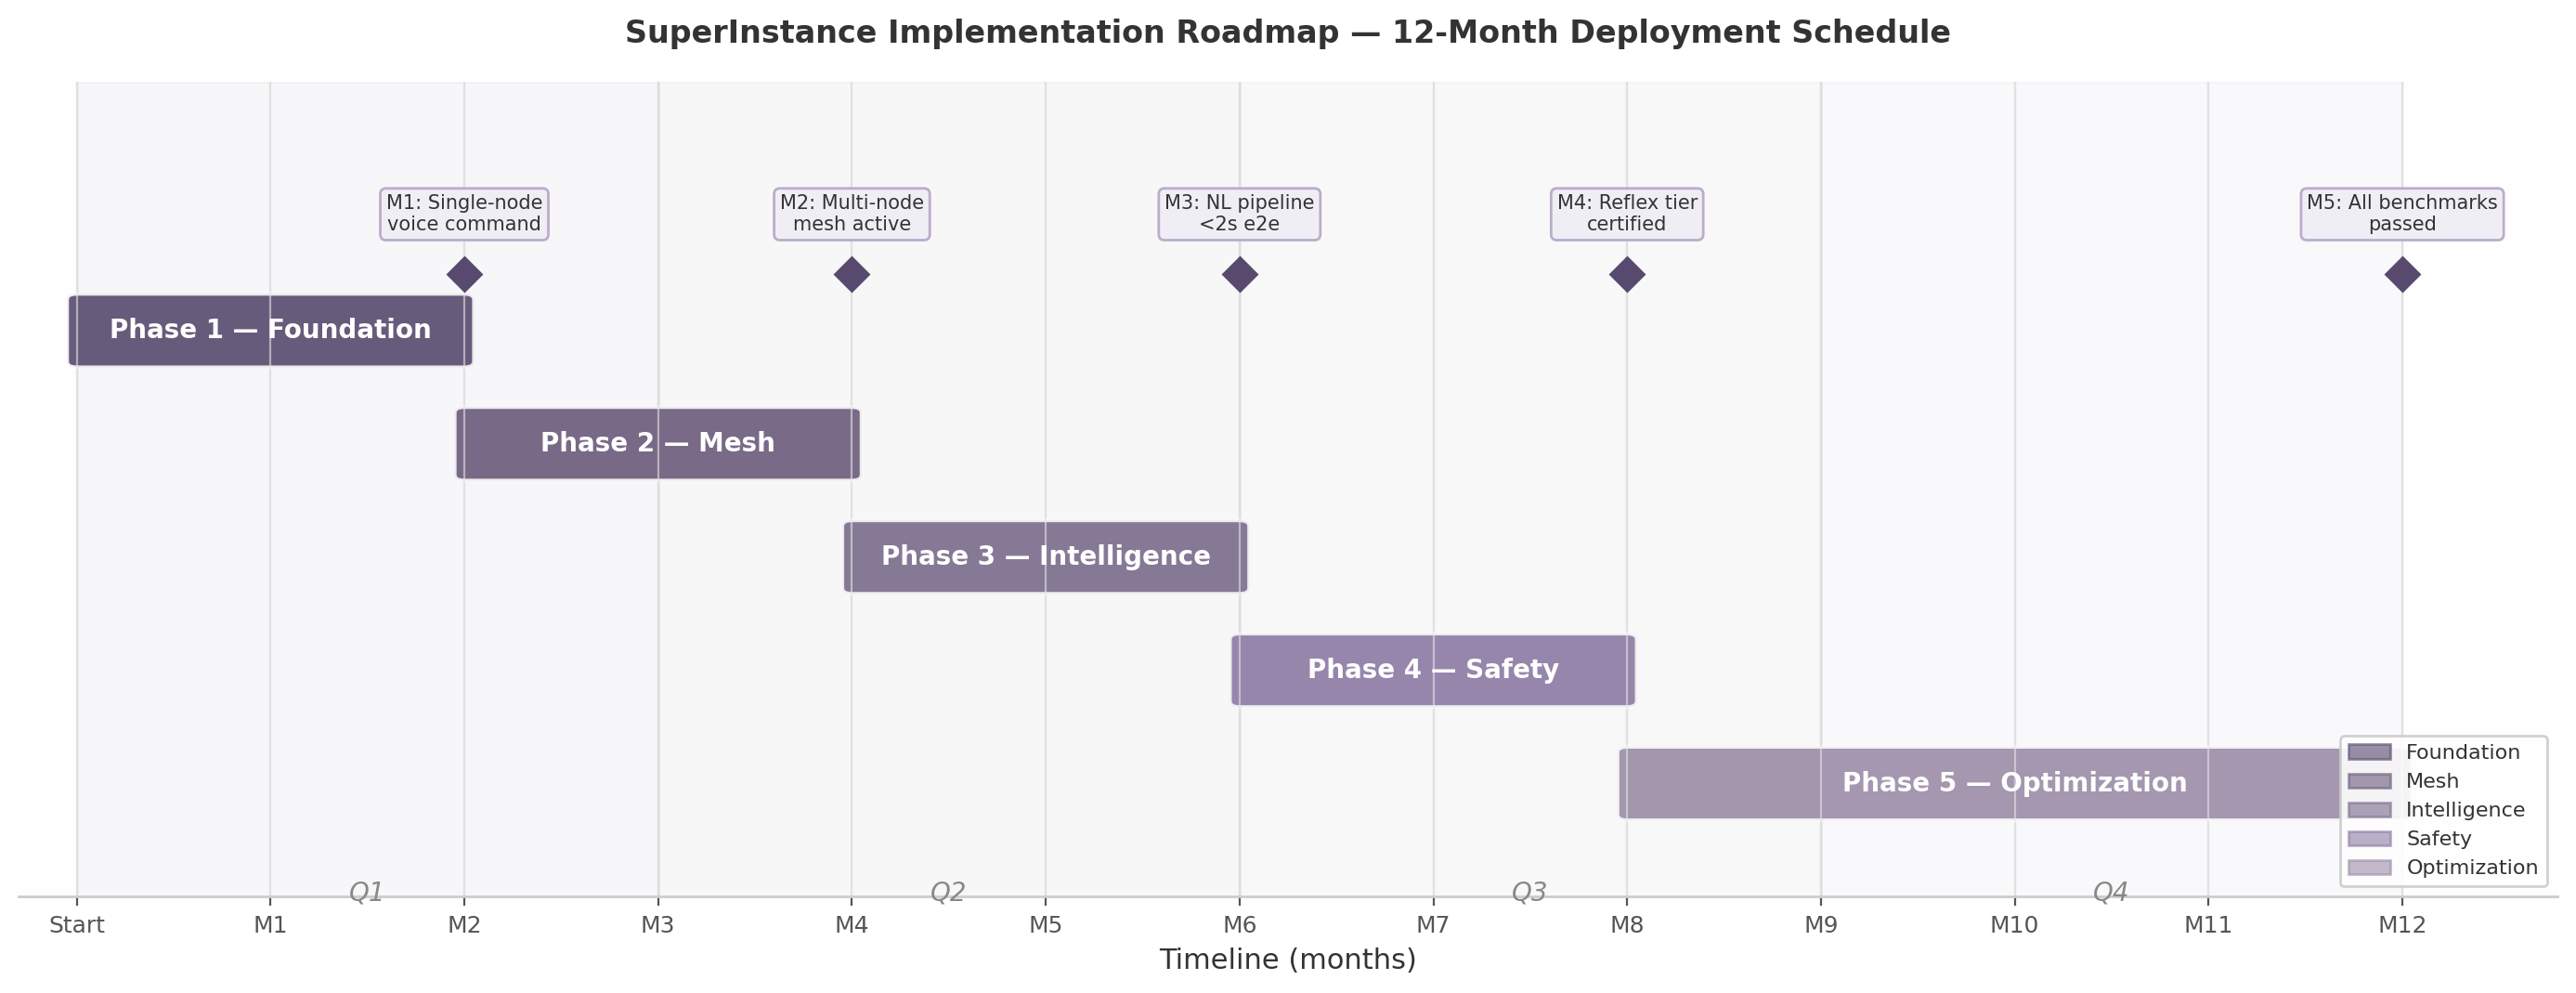 SuperInstance Implementation Roadmap — 12-Month Deployment Schedule
M1: Single-node
voice command
M2: Multi-node
mesh active
M3: NL pipeline
<2s e2e
M4: Reflex tier
certified
M5: All benchmarks
passed
Phase 1 — Foundation
Phase 2 — Mesh
Phase 3 — Intelligence
Phase 4 — Safety
Phase 5 — Optimization
Foundation
Mesh
Intelligence
Safety
Optimization
Q1
Q2
Q3
Q4
Start
M1
M2
M3
M4
M5
M6
M7
M8
M9
M10
M11
M12
Timeline (months)